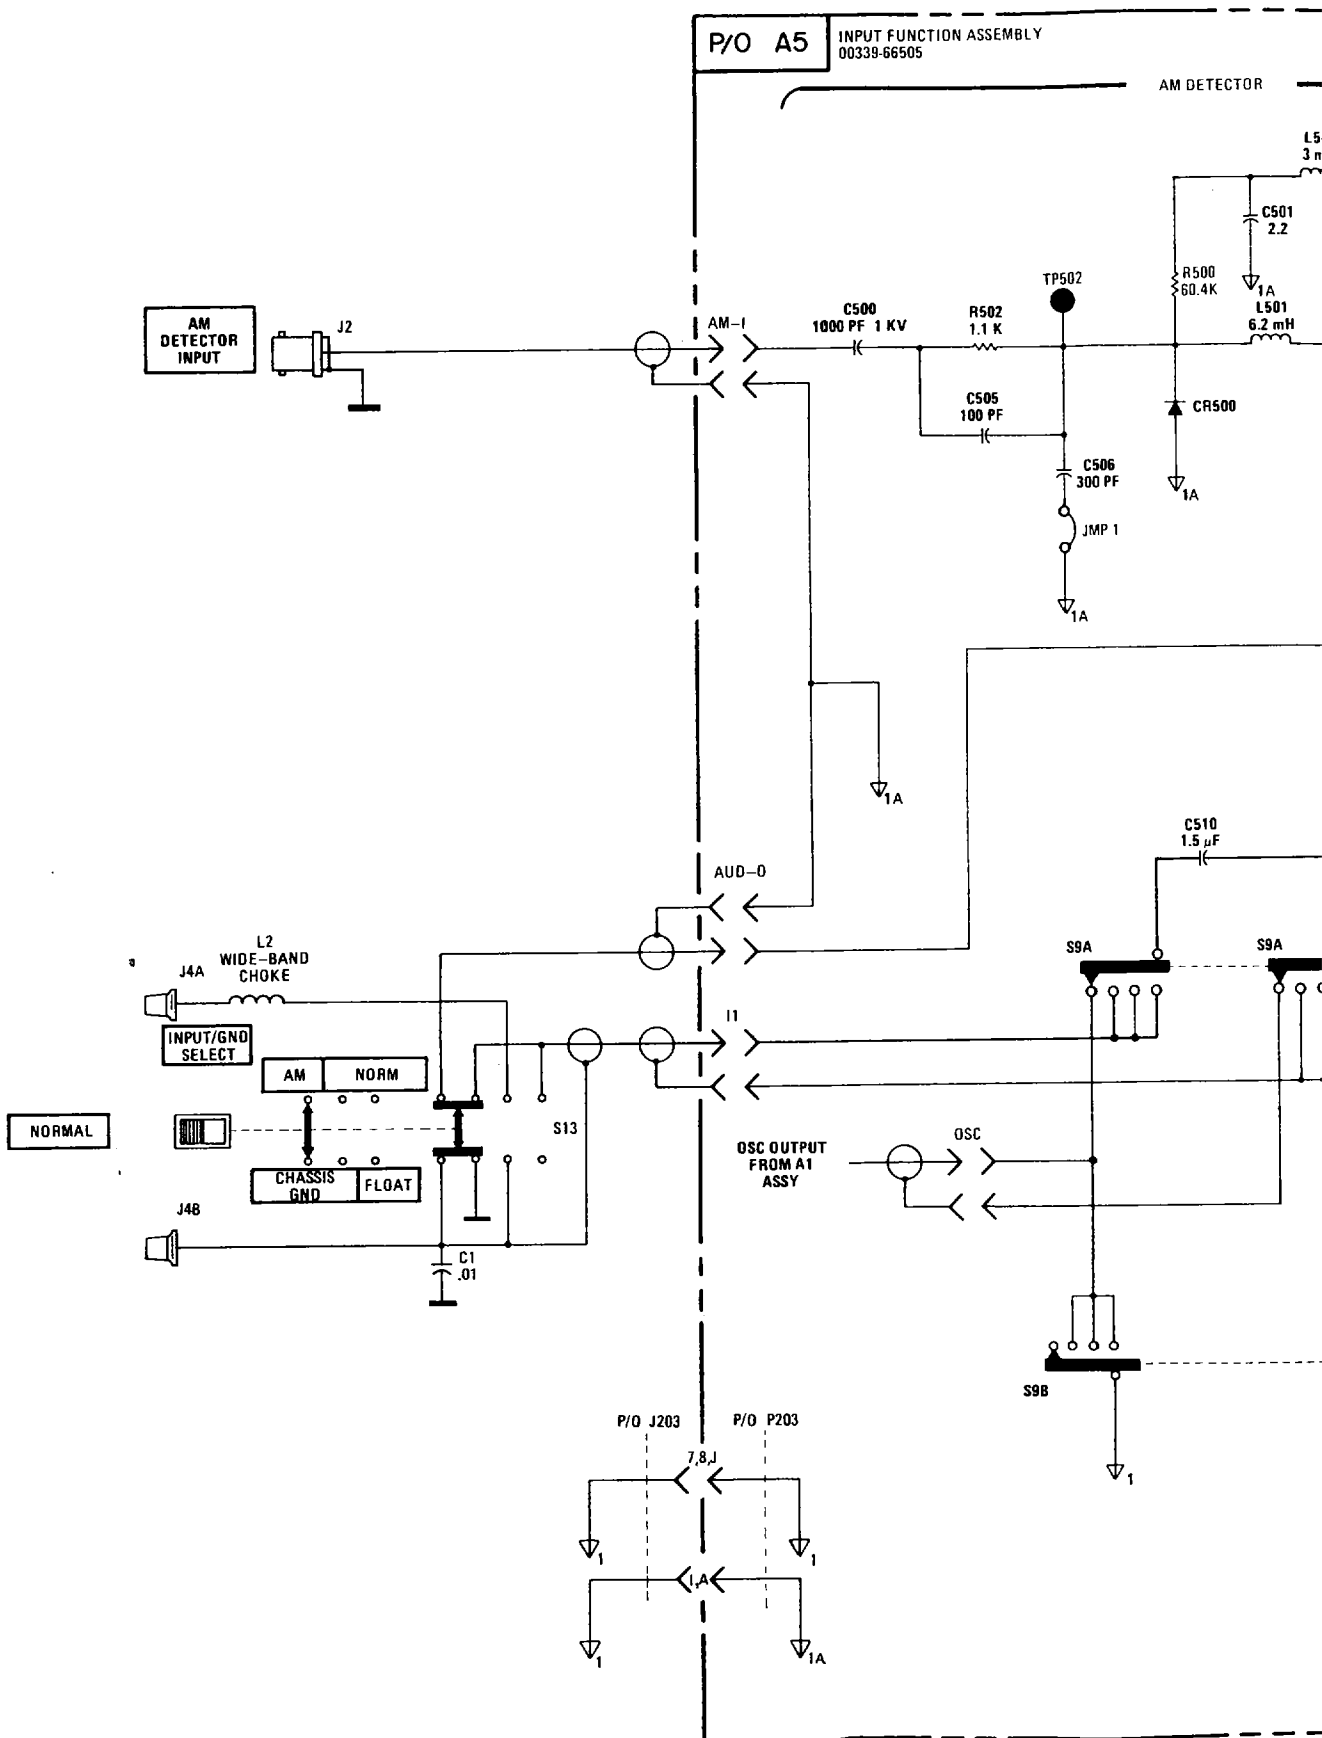 P/O A5
INPUT FUNCTION ASSEMBLY
00339-66505
AM DETECTOR
3
C501
2.2
1A
R500
60.4K
L501
6.2 mH
TP502
C500
1000 PF 1 KV
R502
1.1 K
AM
DETECTOR
INPUT
J2
AM-I
C505
100 PF
CR500
1A
C506
300 PF
JMP 1
1A
1A
C510
1.5 µF
AUD-O
S9A
S9A
L2
WIDE-BAND
CHOKE
J4A
I1
INPUT/GND
SELECT
AM
NORM
NORMAL
S13
CHASSIS
GND
FLOAT
OSC OUTPUT
FROM A1
ASSY
OSC
J4B
C1
.01
S9B
1
P/O J203
P/O P203
7,8,J
1
1
1,A
1
1A